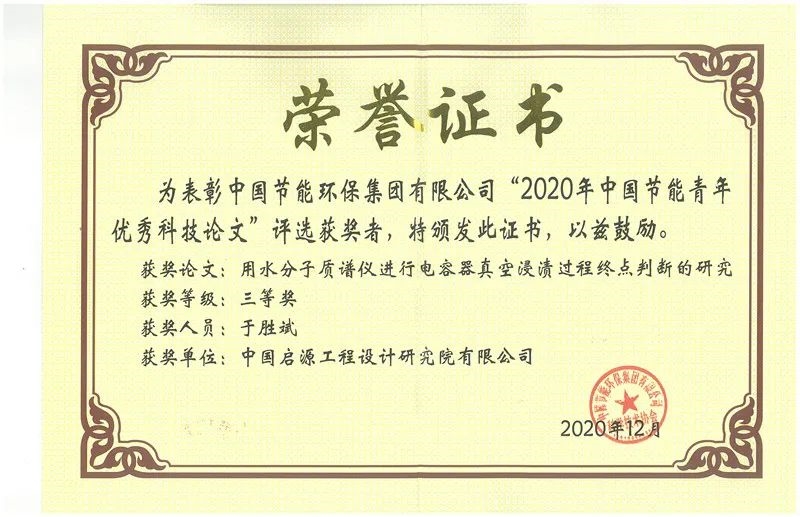 荣誉证书
为表彰中国节能环保集团有限公司“2020年中国节能青年
优秀科技论文”评选获奖者，特颁发此证书，以兹鼓励。
获奖论文：用水分子质谱仪进行电容器真空浸渍过程终点判断的研究
获奖等级：三等奖
获奖人员：于胜斌
获奖单位：中国启源工程设计研究院有限公司
2020年12月